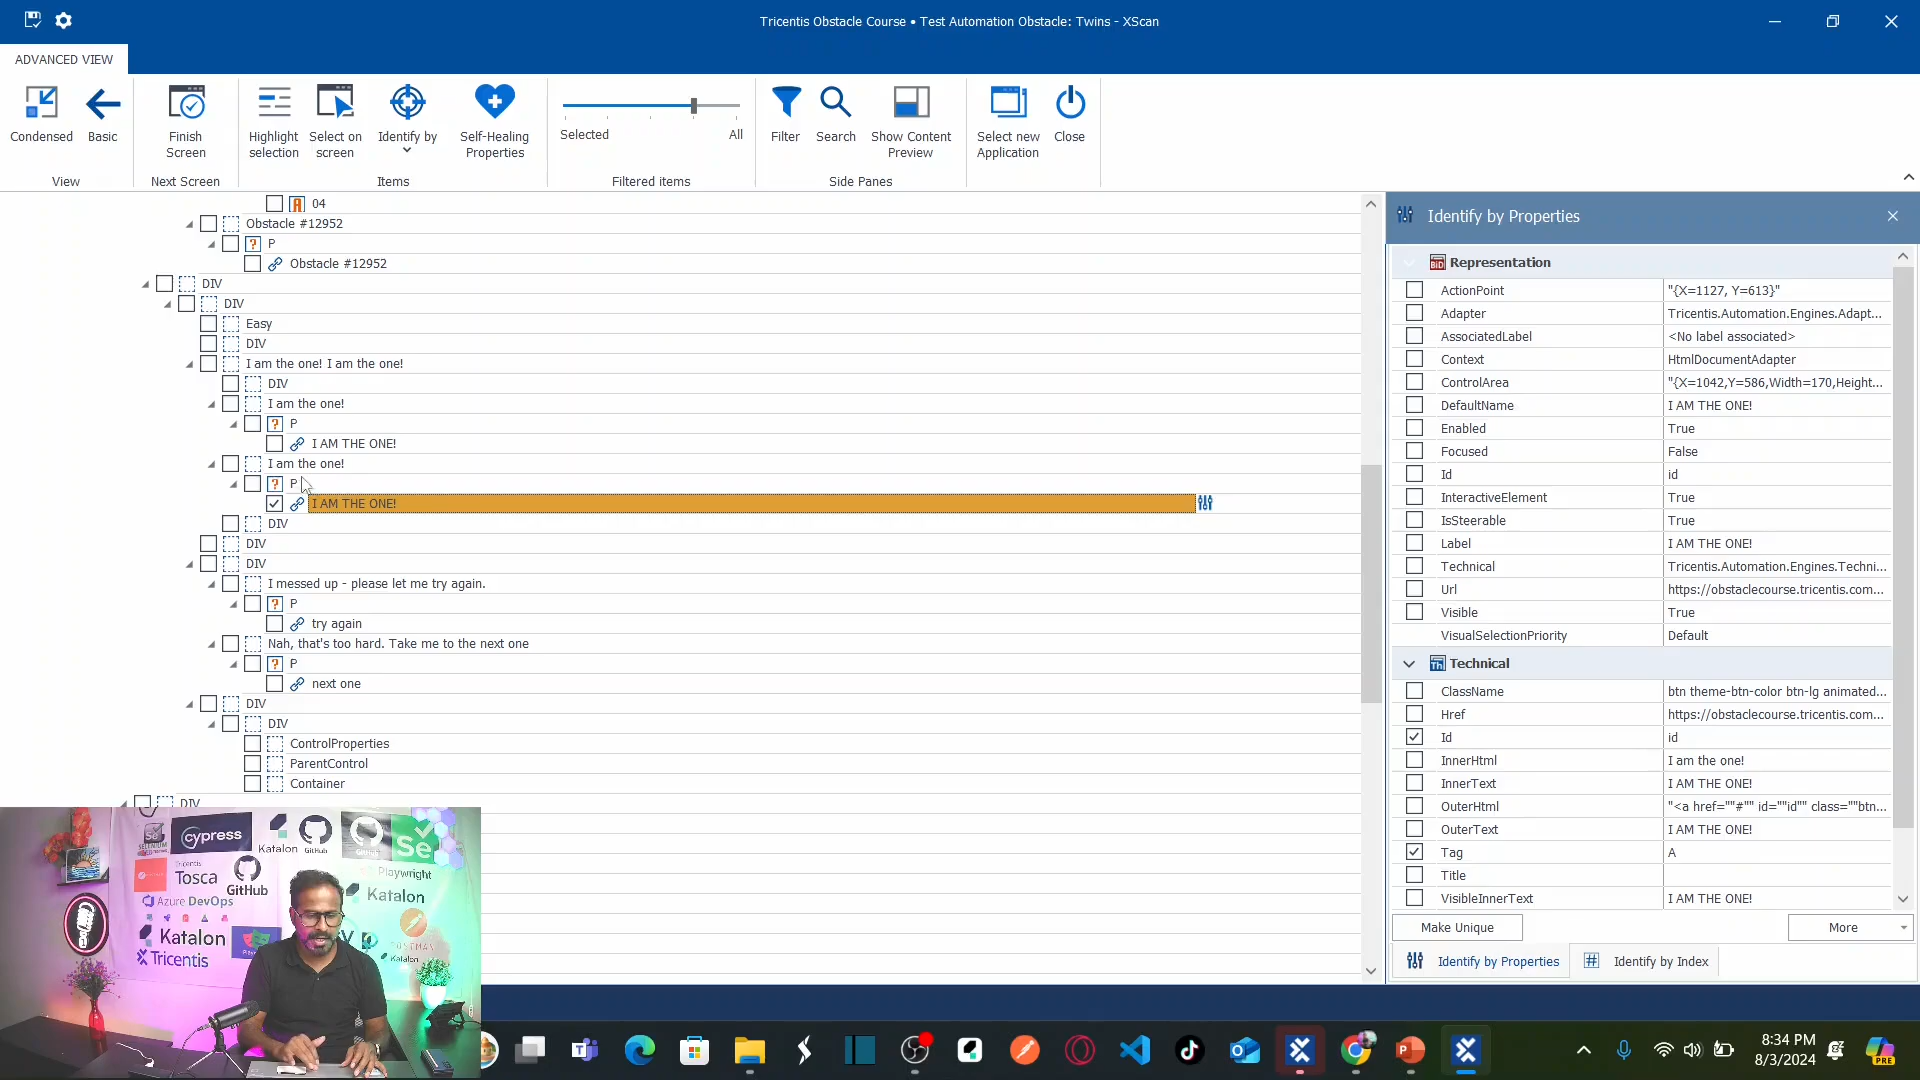 Tricentis Obstacle Course • Test Automation Obstacle: Twins - XScan
ADVANCED VIEW
Condensed
Basic
Finish Screen
Highlight selection
Select on screen
Identify by
Self-Healing Properties
Selected
All
Filter
Search
Show Content Preview
Select new Application
Close
View
Next Screen
Items
Filtered items
Side Panes
04
Obstacle #12952
P
Obstacle #12952
DIV
DIV
Easy
DIV
I am the one! I am the one!
DIV
I am the one!
P
I AM THE ONE!
I am the one!
P
I AM THE ONE!
DIV
DIV
DIV
I messed up - please let me try again.
P
try again
Nah, that's too hard. Take me to the next one
P
next one
DIV
DIV
ControlProperties
ParentControl
Container
DIV
Identify by Properties
Representation
ActionPoint "{X=1127, Y=613}"
Adapter Tricentis.Automation.Engines.Adapt...
AssociatedLabel <No label associated>
Context HtmlDocumentAdapter
ControlArea "{X=1042,Y=586,Width=170,Height...
DefaultName I AM THE ONE!
Enabled True
Focused False
Id id
InteractiveElement True
IsSteerable True
Label I AM THE ONE!
Technical Tricentis.Automation.Engines.Techni...
Url https://obstaclecourse.tricentis.com...
Visible True
VisualSelectionPriority Default
Technical
ClassName btn theme-btn-color btn-lg animated...
Href https://obstaclecourse.tricentis.com...
Id id
InnerHtml I am the one!
InnerText I AM THE ONE!
OuterHtml "<a href=""#"" id=""id"" class=""btn...
OuterText I AM THE ONE!
Tag A
Title
VisibleInnerText I AM THE ONE!
Make Unique
More
Identify by Properties
Identify by Index
cypress
Katalon
GitHub
Se
Playwright
Tricentis
Tosca
GitHub
Katalon
Azure DevOps
Katalon
Tricentis
POSTMAN
Katalon
8:34 PM
8/3/2024
PRE